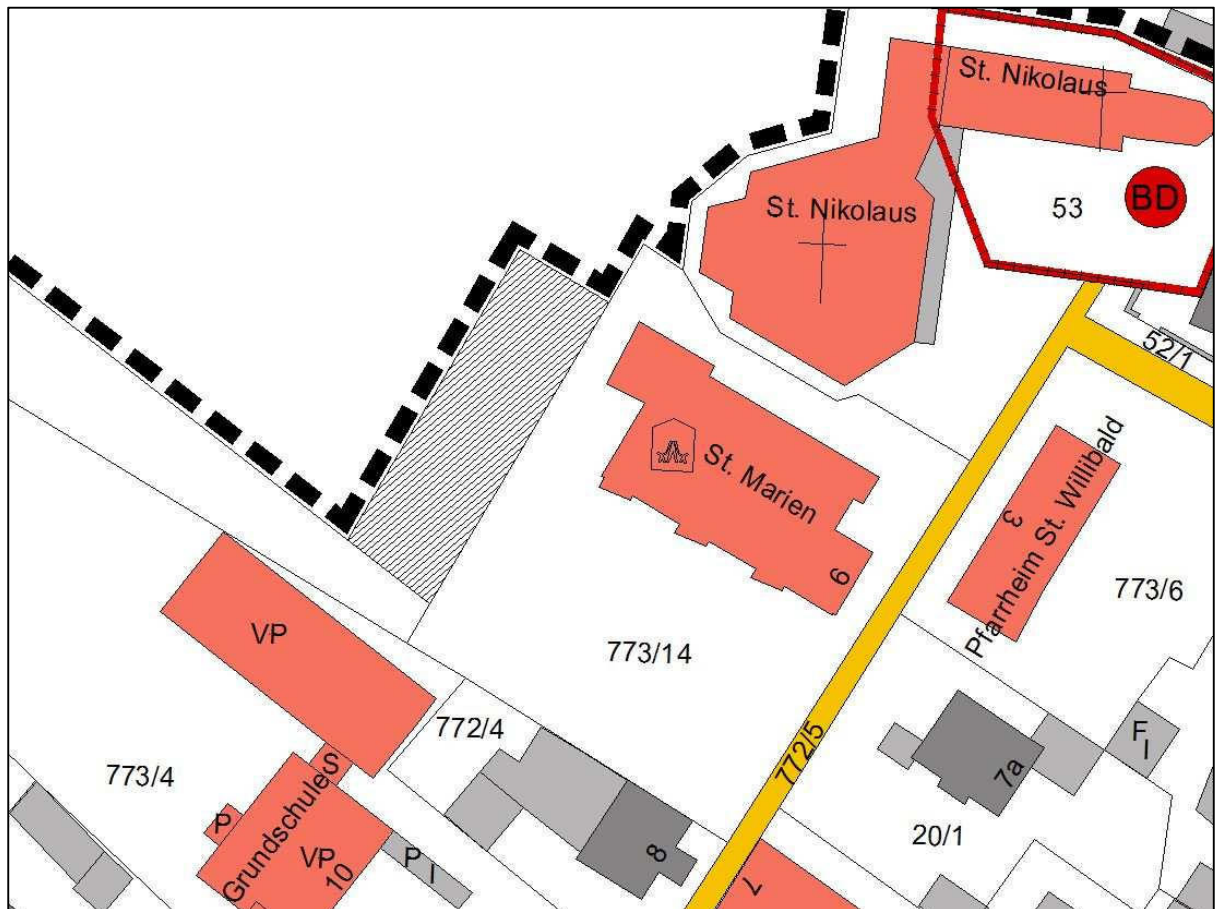 St. Nikolaus
St. Nikolaus
BD
53
52/1
St. Marien
6
3
Pfarrheim St. Willibald
773/6
773/14
VP
772/4
772/5
F
I
7a
773/4
S
P
Grundschule
VP
10
P
I
8
20/1
7